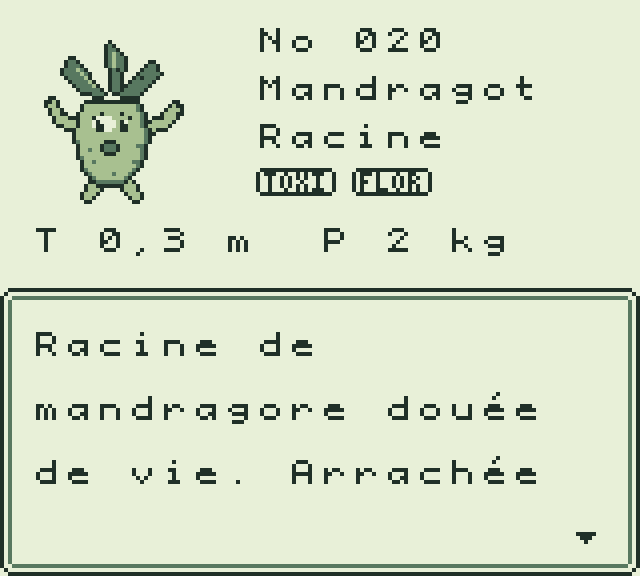 No 020
Mandragot
Racine
TOXI FLOR
T 0,3 m P 2 kg
Racine de
mandragore douée
de vie. Arrachée